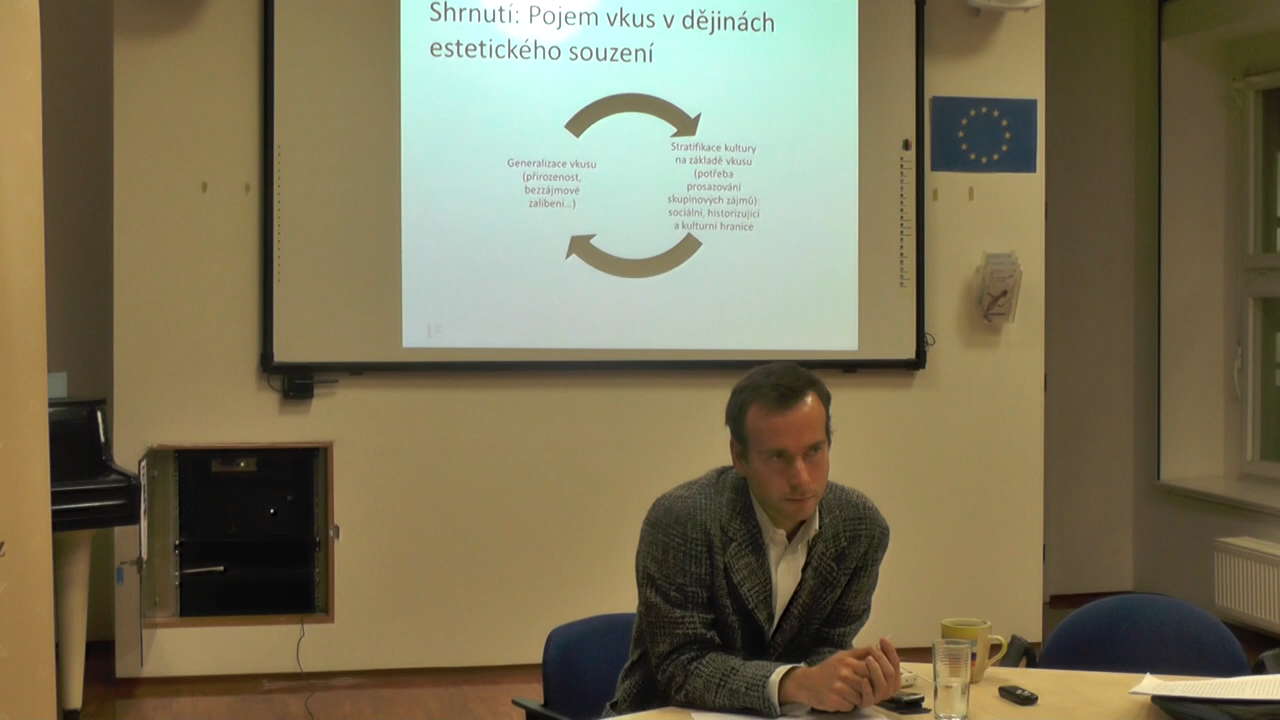 Shrnutí: Pojem vkus v dějinách
estetického souzení
Generalizace vkusu
(přirozenost,
bezzájmové
zalíbení...)
Stratifikace kultury
na základě vkusu
(potřeba
prosazování
skupinových zájmů):
sociální, historizující
a kulturní hranice